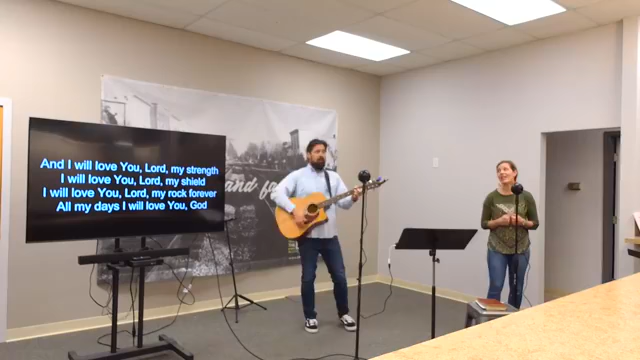 And I will love You, Lord, my strength
I will love You, Lord, my shield
I will love You, Lord, my rock forever
All my days I will love You, God
and